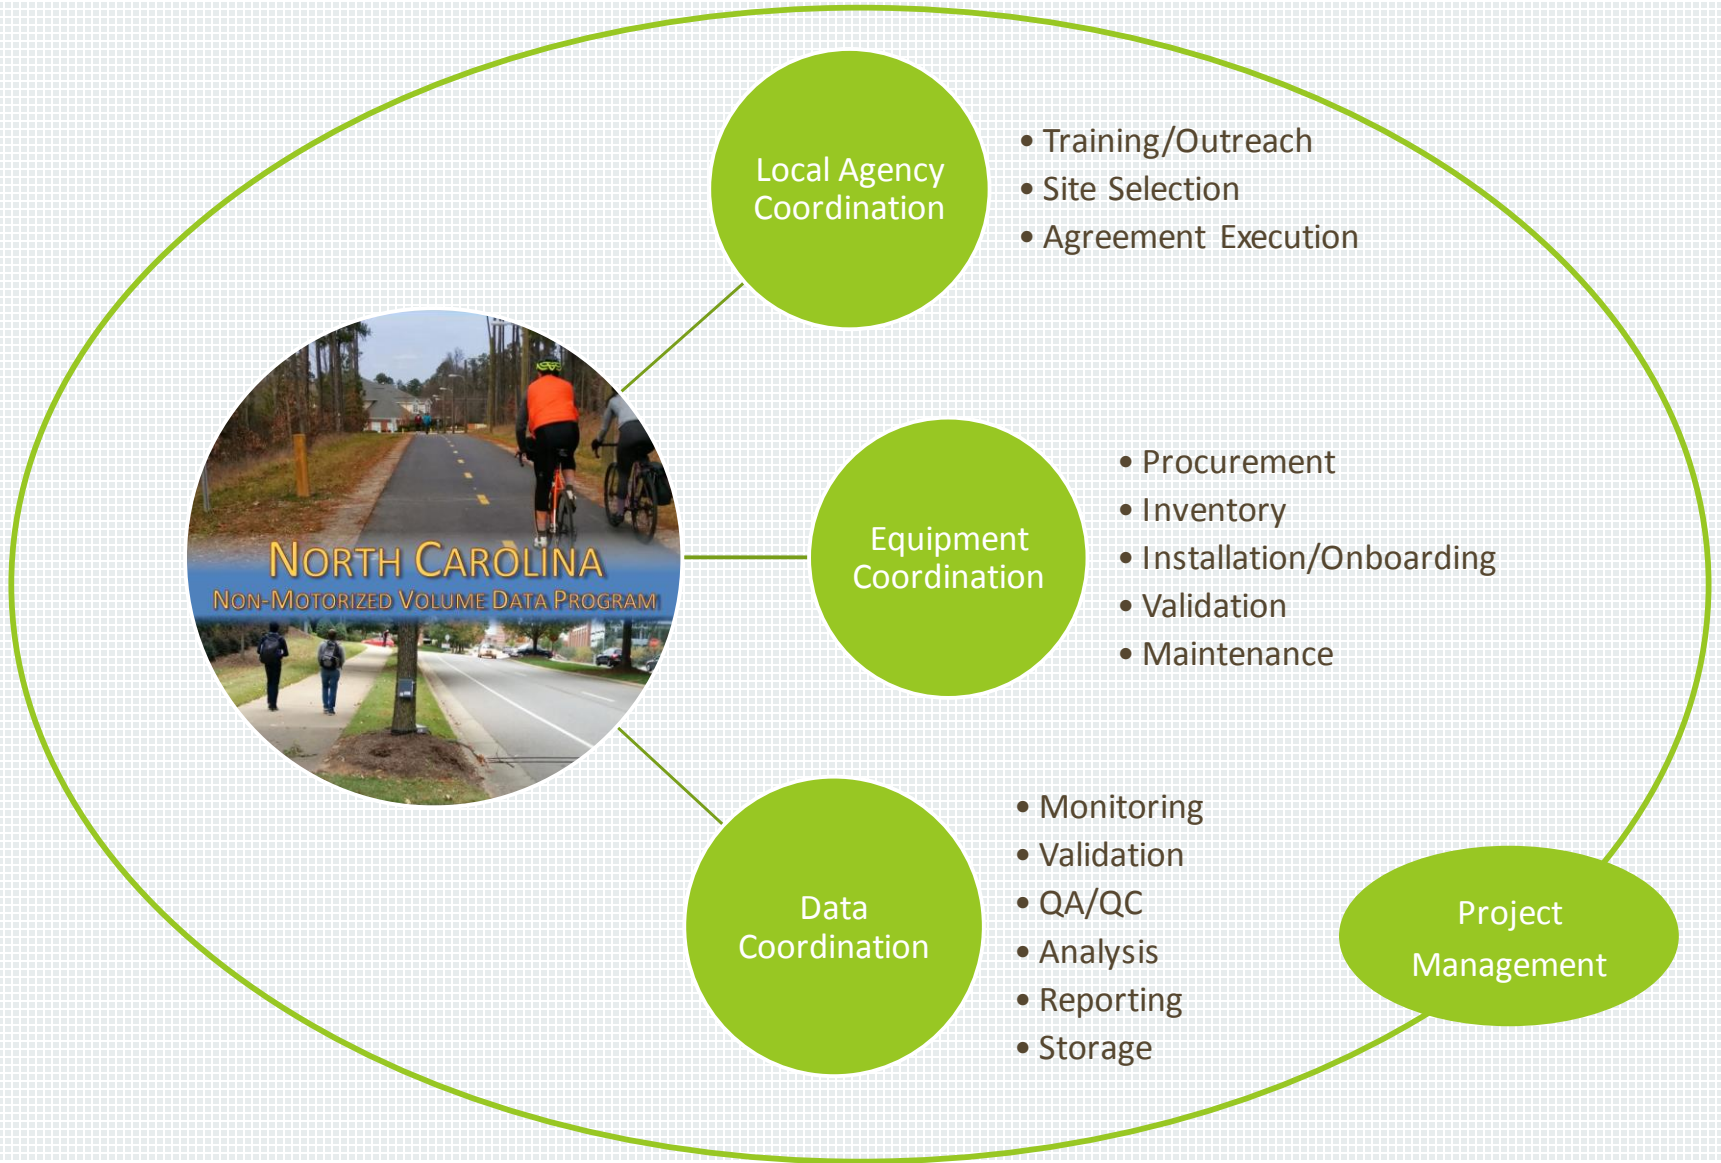 Local Agency
Coordination
• Training/Outreach
• Site Selection
• Agreement Execution
NORTH CAROLINA
NON-MOTORIZED VOLUME DATA PROGRAM
Equipment
Coordination
• Procurement
• Inventory
• Installation/Onboarding
• Validation
• Maintenance
Data
Coordination
• Monitoring
• Validation
• QA/QC
• Analysis
• Reporting
• Storage
Project
Management